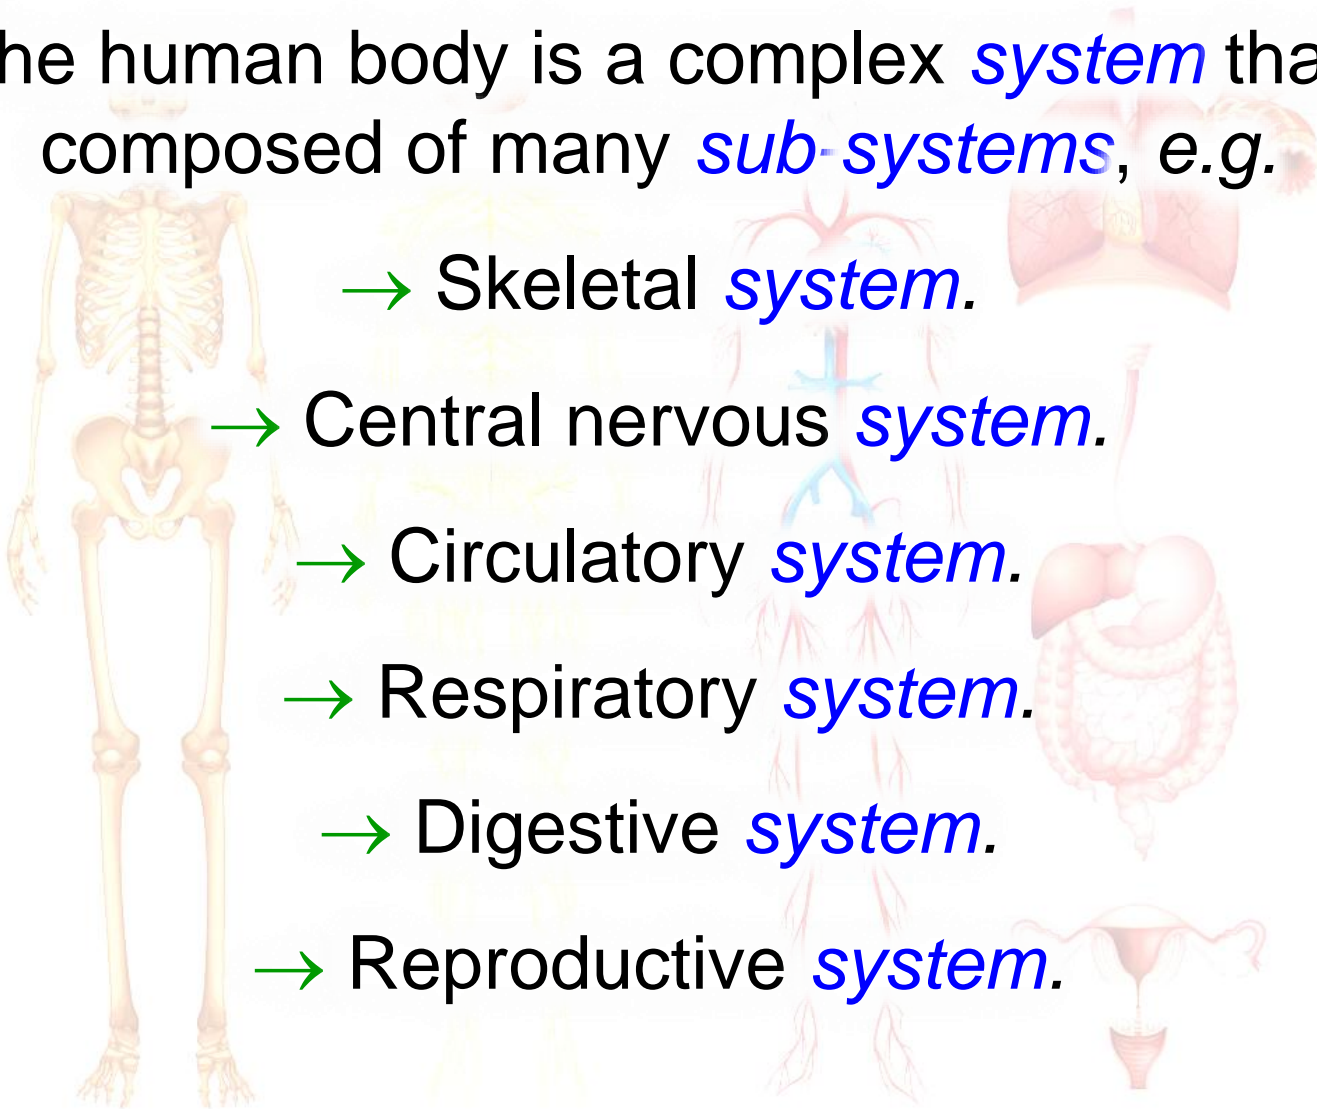 he human body is a complex system tha
composed of many sub-systems, e.g.
→ Skeletal system.
→ Central nervous system.
→ Circulatory system.
→ Respiratory system.
→ Digestive system.
→ Reproductive system.